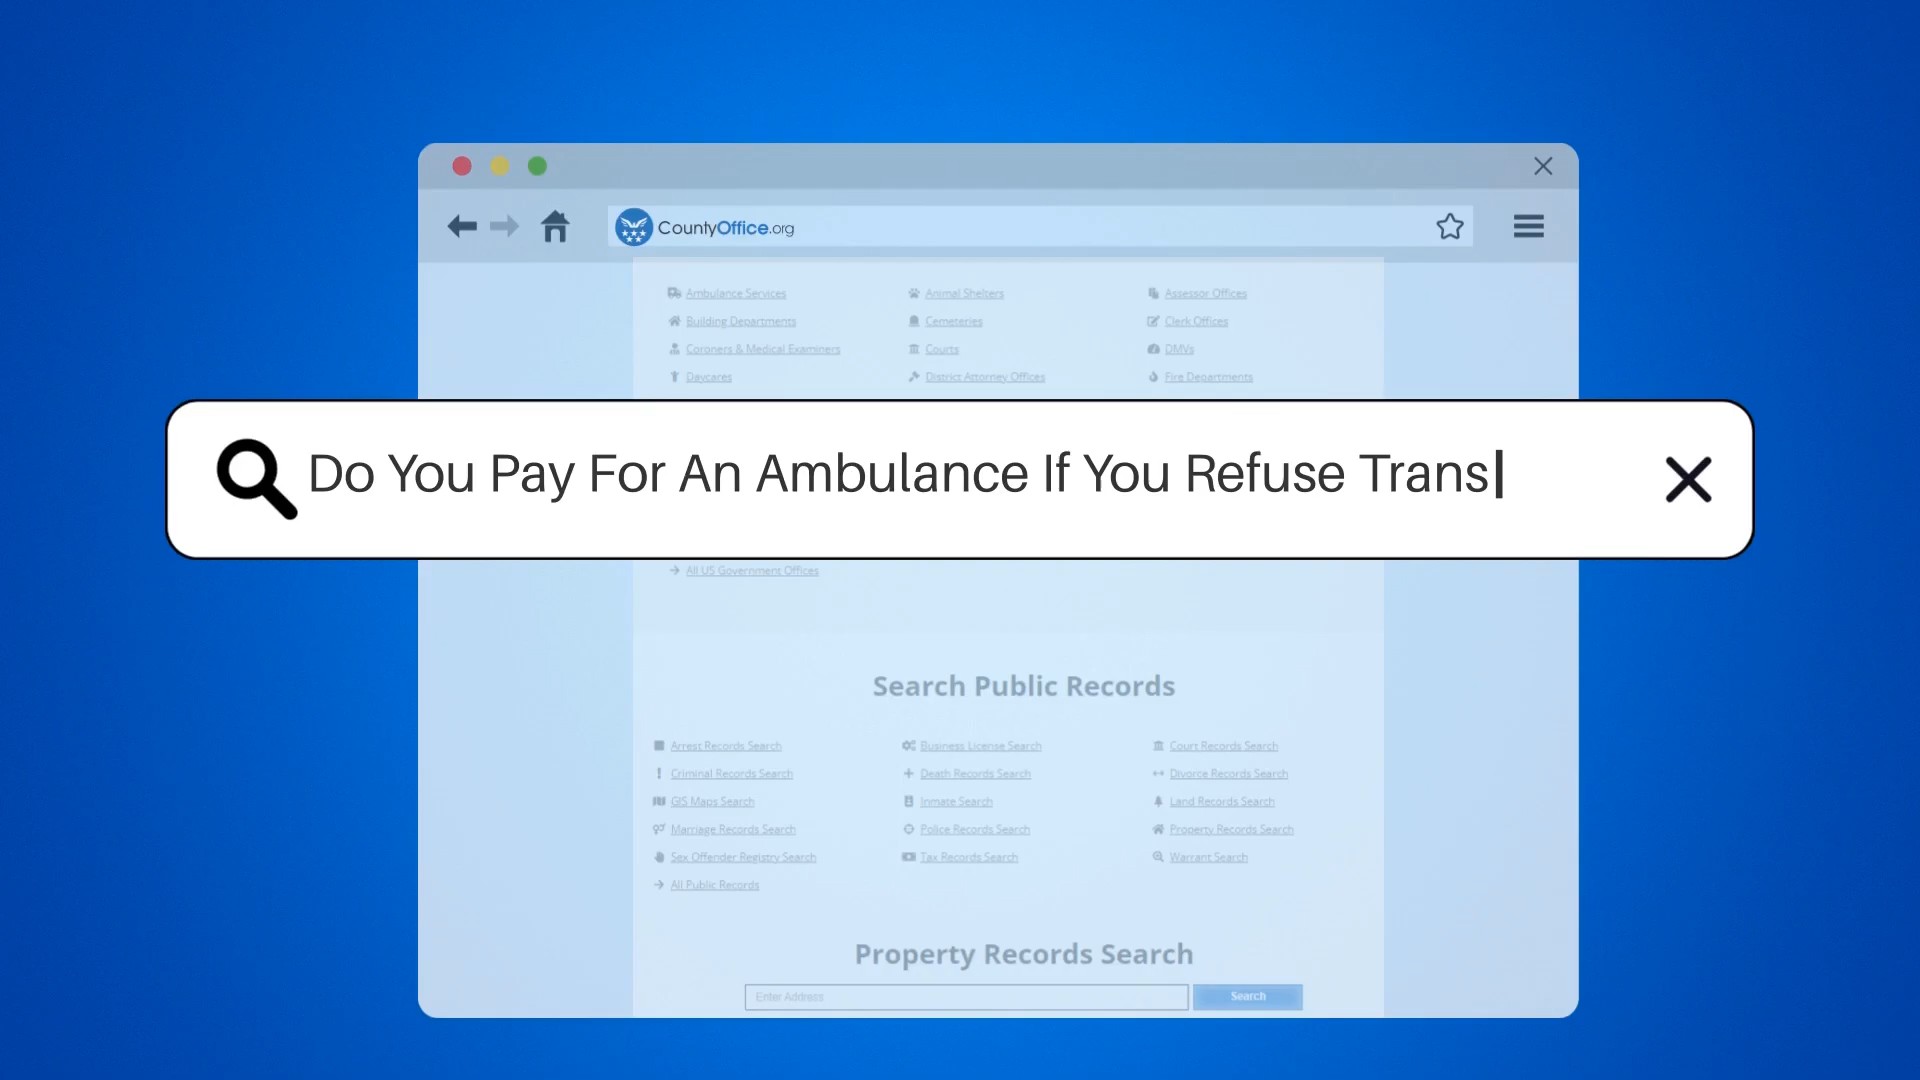 CountyOffice.org
Ambulance Services Animal Shelters Assessor Offices
Building Departments Cemeteries Clerk Offices
Coroners & Medical Examiners Courts DMVs
Daycares District Attorney Offices Fire Departments
Do You Pay For An Ambulance If You Refuse Trans
All US Government Offices
Search Public Records
Arrest Records Search Business License Search Court Records Search
Criminal Records Search Death Records Search Divorce Records Search
GIS Maps Search Inmate Search Land Records Search
Marriage Records Search Police Records Search Property Records Search
Sex Offender Registry Search Tax Records Search Warrant Search
All Public Records
Property Records Search
Enter Address Search